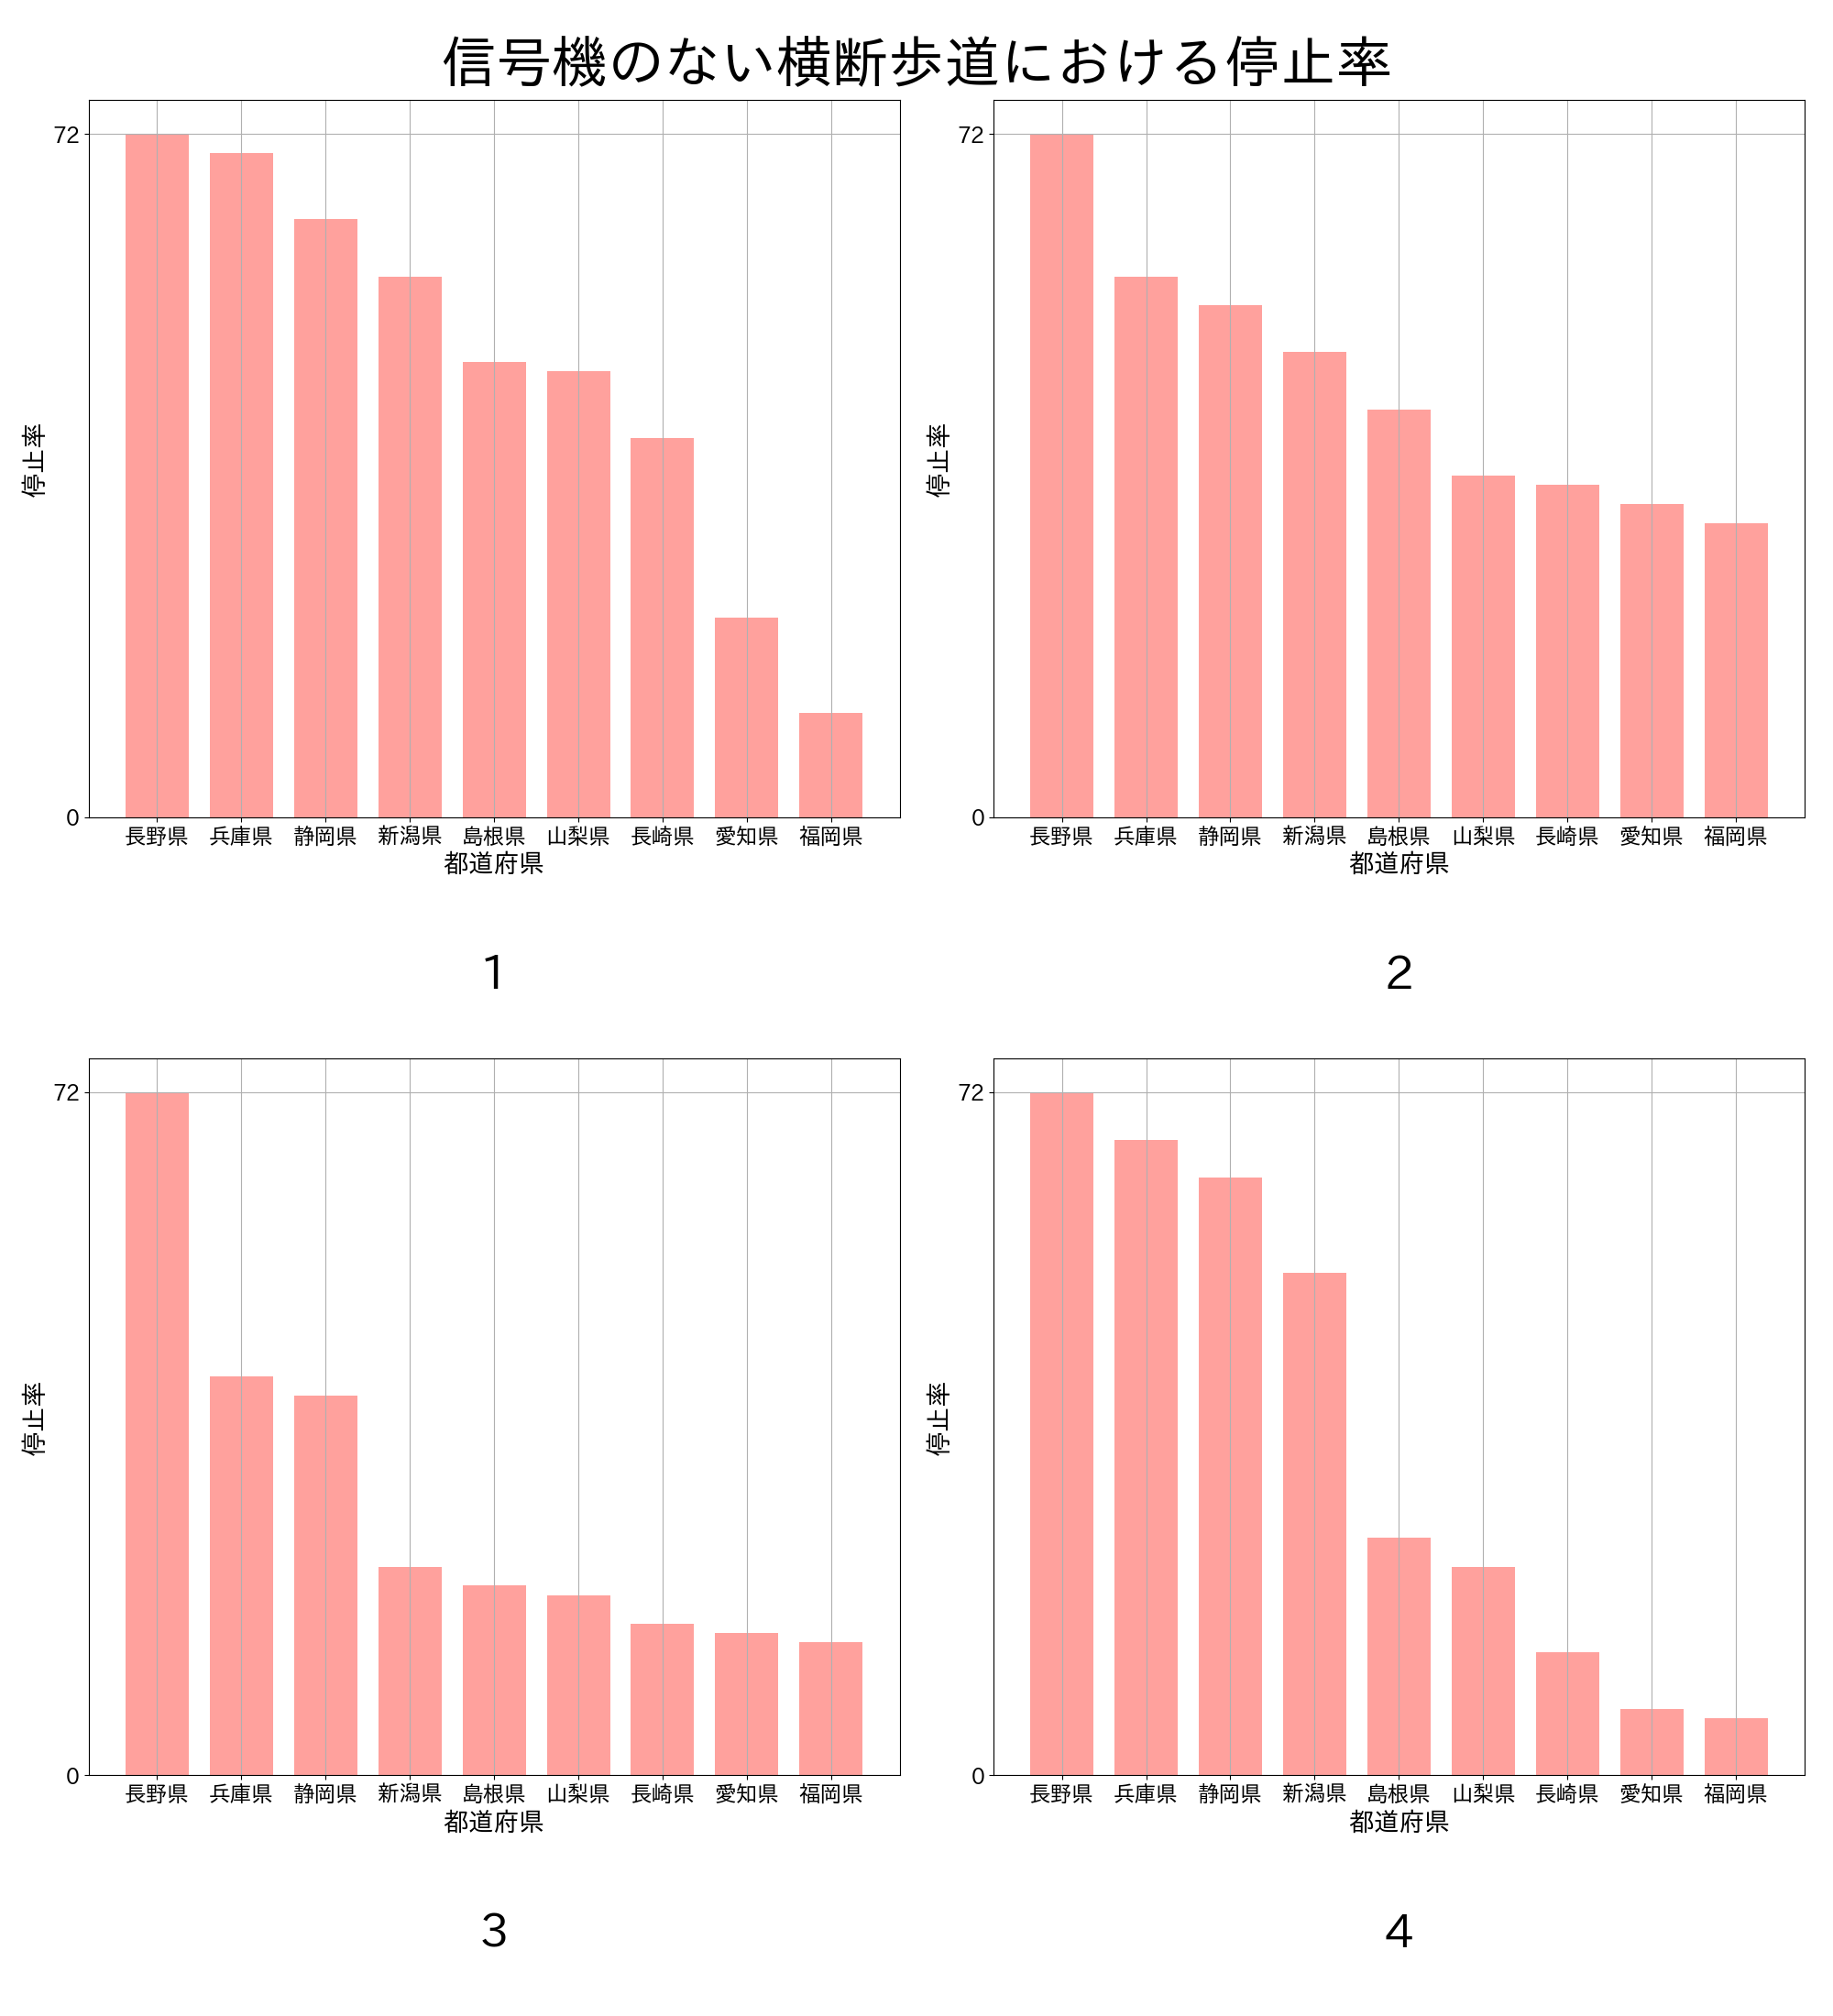 信号機のない横断歩道における停止率
72
0
停止率
長野県 兵庫県 静岡県 新潟県 島根県 山梨県 長崎県 愛知県 福岡県
都道府県
1
72
0
停止率
長野県 兵庫県 静岡県 新潟県 島根県 山梨県 長崎県 愛知県 福岡県
都道府県
2
72
0
停止率
長野県 兵庫県 静岡県 新潟県 島根県 山梨県 長崎県 愛知県 福岡県
都道府県
3
72
0
停止率
長野県 兵庫県 静岡県 新潟県 島根県 山梨県 長崎県 愛知県 福岡県
都道府県
4